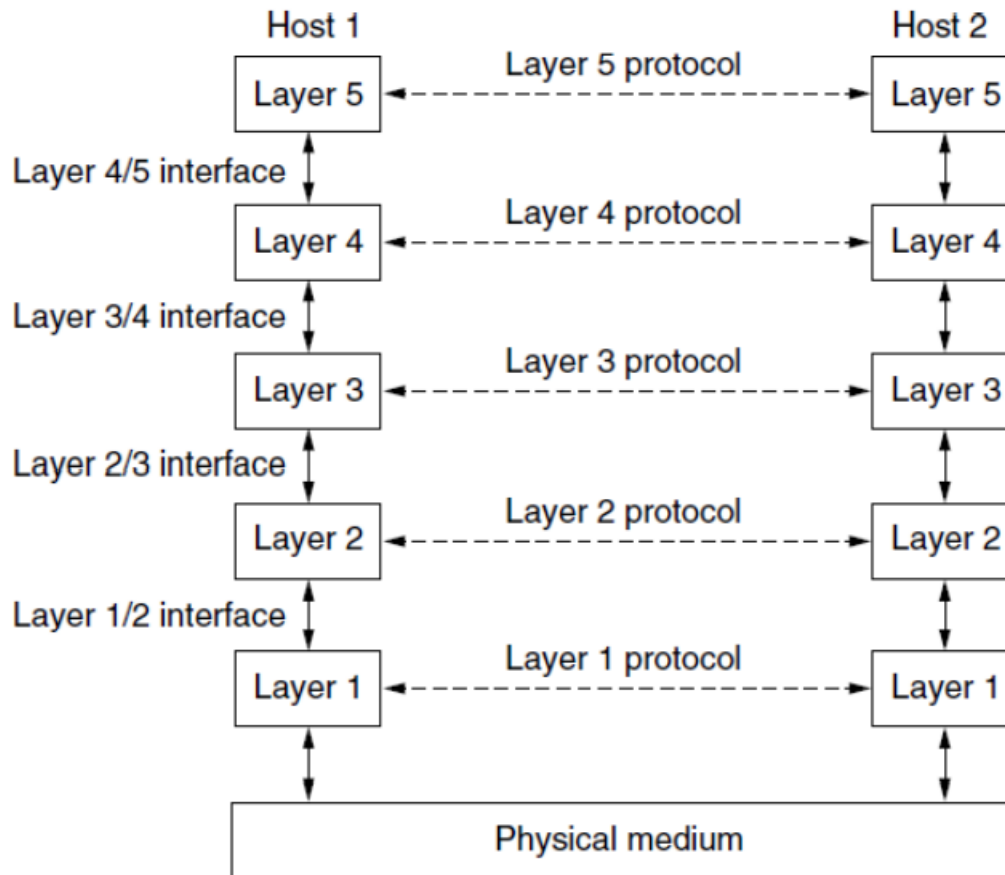 Host 1 Host 2
Layer 5 protocol
Layer 5 Layer 5
Layer 4/5 interface
Layer 4 protocol
Layer 4 Layer 4
Layer 3/4 interface
Layer 3 protocol
Layer 3 Layer 3
Layer 2/3 interface
Layer 2 protocol
Layer 2 Layer 2
Layer 1/2 interface
Layer 1 protocol
Layer 1 Layer 1
Physical medium